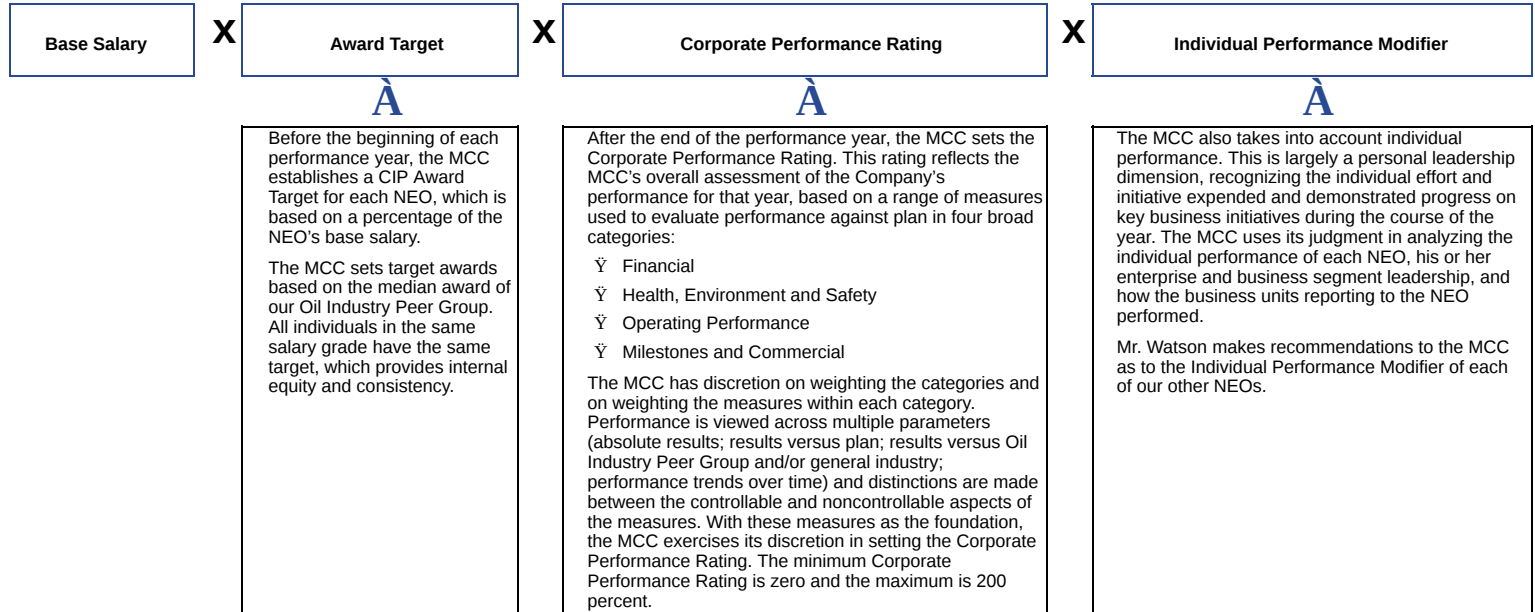 Base Salary
X
Award Target
X
Corporate Performance Rating
X
Individual Performance Modifier
À
À
À
Before the beginning of each
performance year, the MCC
establishes a CIP Award
Target for each NEO, which is
based on a percentage of the
NEO’s base salary.
The MCC sets target awards
based on the median award of
our Oil Industry Peer Group.
All individuals in the same
salary grade have the same
target, which provides internal
equity and consistency.
After the end of the performance year, the MCC sets the
Corporate Performance Rating. This rating reflects the
MCC’s overall assessment of the Company’s
performance for that year, based on a range of measures
used to evaluate performance against plan in four broad
categories:
Ÿ Financial
Ÿ Health, Environment and Safety
Ÿ Operating Performance
Ÿ Milestones and Commercial
The MCC has discretion on weighting the categories and
on weighting the measures within each category.
Performance is viewed across multiple parameters
(absolute results; results versus plan; results versus Oil
Industry Peer Group and/or general industry;
performance trends over time) and distinctions are made
between the controllable and noncontrollable aspects of
the measures. With these measures as the foundation,
the MCC exercises its discretion in setting the Corporate
Performance Rating. The minimum Corporate
Performance Rating is zero and the maximum is 200
percent.
The MCC also takes into account individual
performance. This is largely a personal leadership
dimension, recognizing the individual effort and
initiative expended and demonstrated progress on
key business initiatives during the course of the
year. The MCC uses its judgment in analyzing the
individual performance of each NEO, his or her
enterprise and business segment leadership, and
how the business units reporting to the NEO
performed.
Mr. Watson makes recommendations to the MCC
as to the Individual Performance Modifier of each
of our other NEOs.